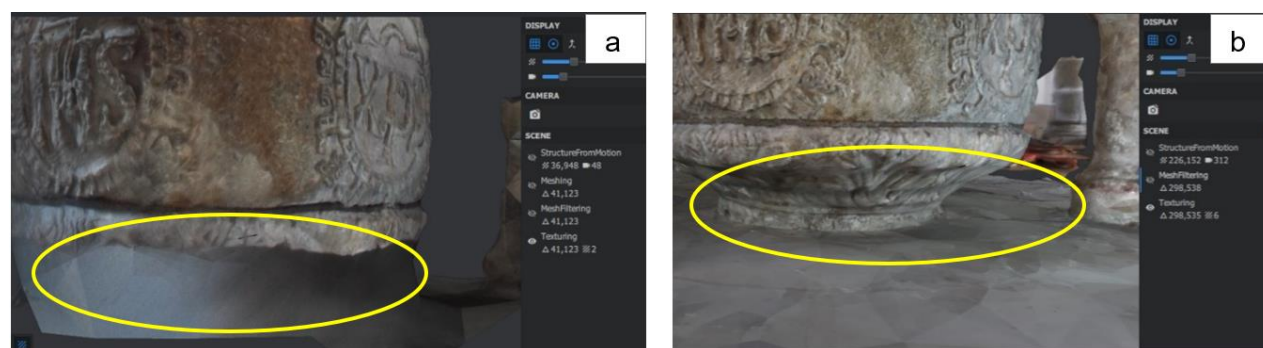 a
DISPLAY
CAMERA
SCENE
StructureFromMotion
36,948 48
Meshing
41,123
MeshFiltering
41,123
Texturing
41,123 2
b
DISPLAY
CAMERA
SCENE
StructureFromMotion
226,152 312
MeshFiltering
298,538
Texturing
298,535 6